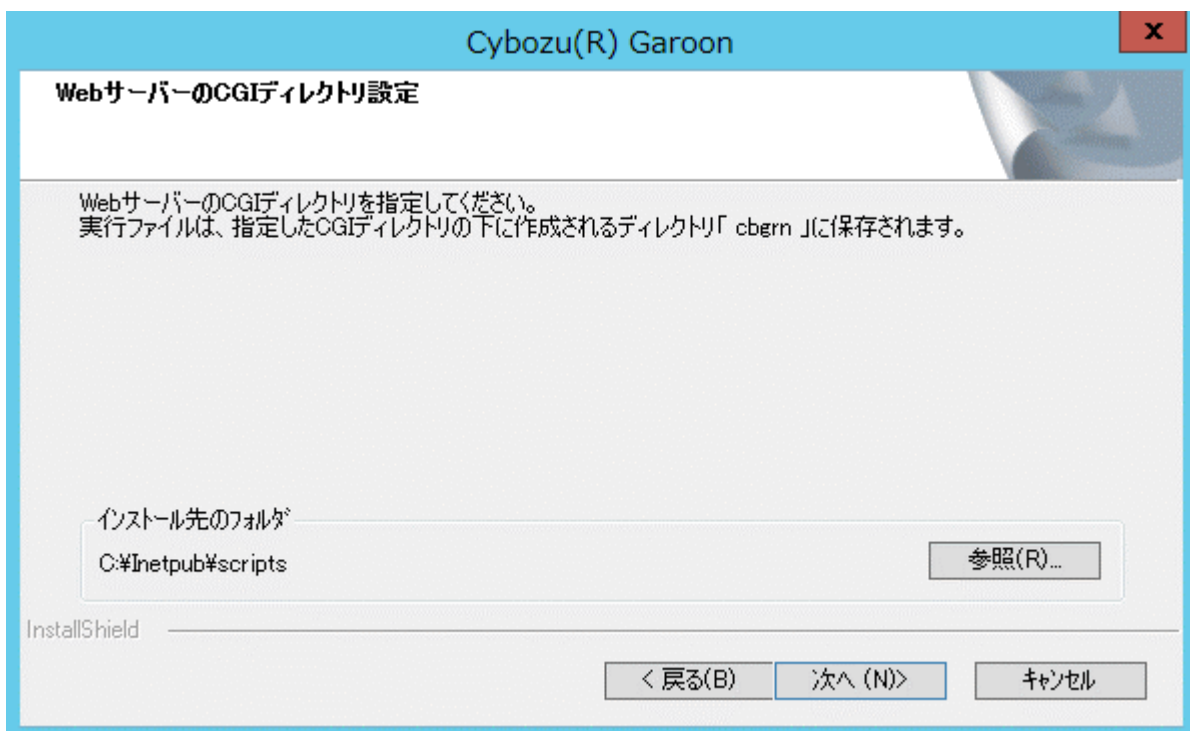 Cybozu(R) Garoon
x
WebサーバーのCGIディレクトリ設定
WebサーバーのCGIディレクトリを指定してください。
実行ファイルは、指定したCGIディレクトリの下に作成されるディレクトリ「 cbgrn 」に保存されます。
インストール先のフォルダ
C:¥Inetpub¥scripts
参照(R)...
InstallShield
< 戻る(B)
次へ (N)>
キャンセル